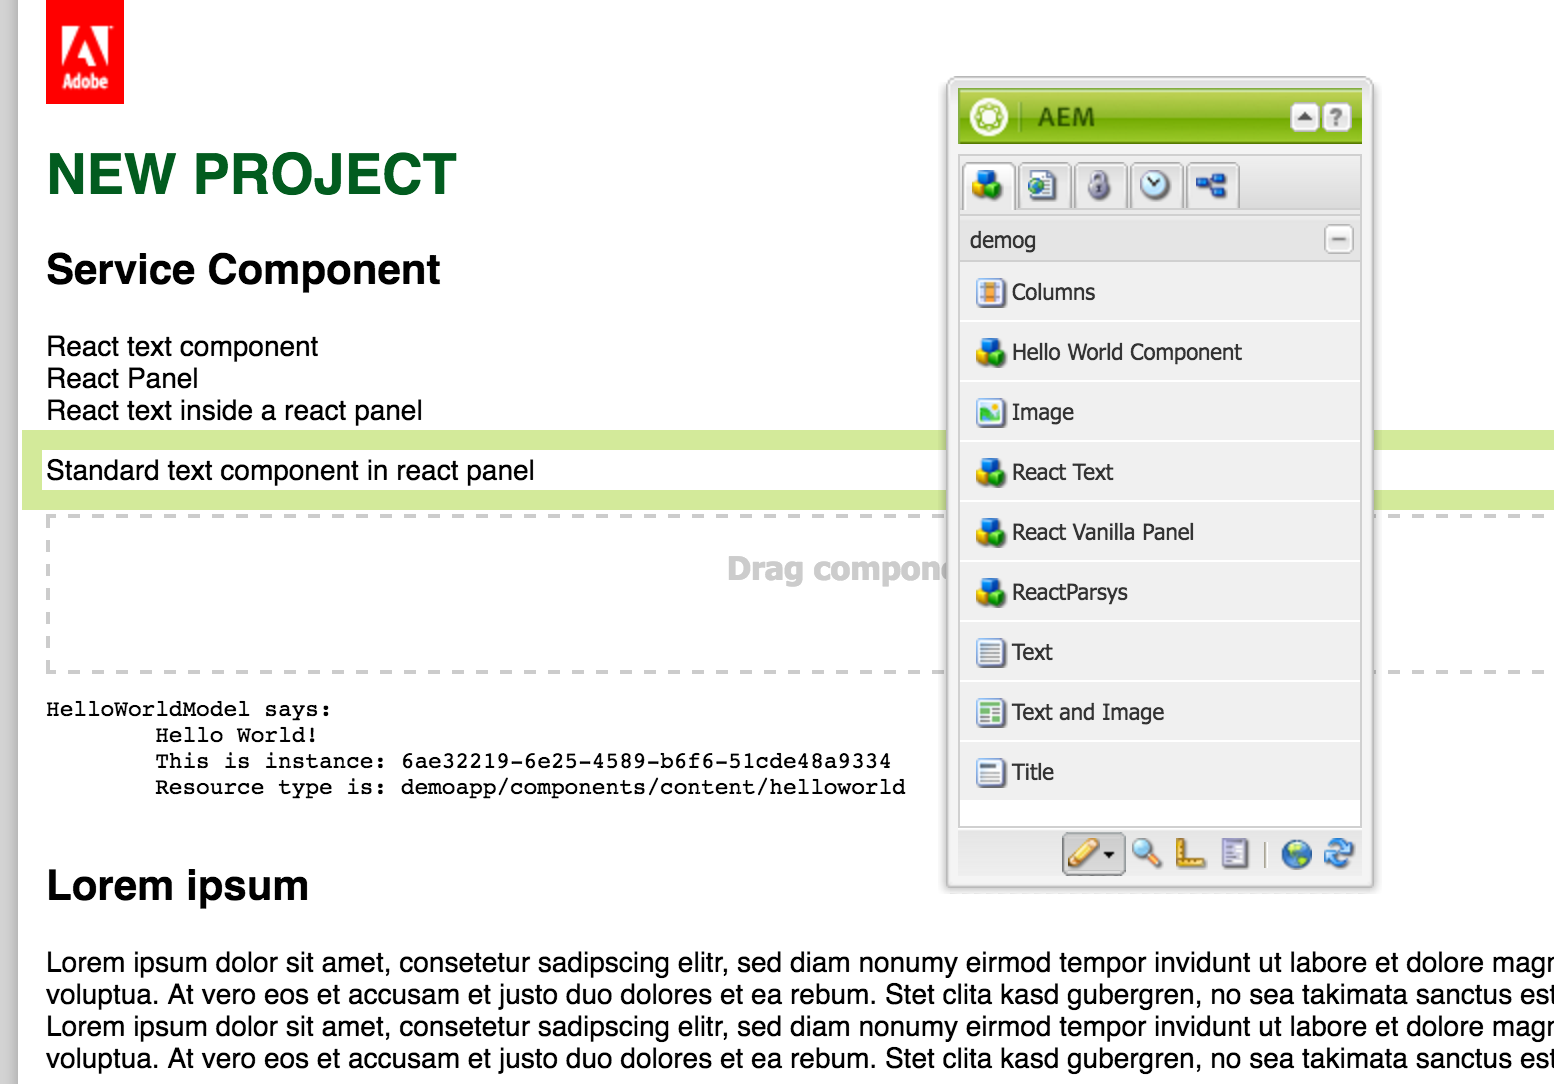 Adobe
NEW PROJECT
Service Component
React text component
React Panel
React text inside a react panel
Standard text component in react panel
Drag
HelloWorldModel says:
Hello World!
This is instance: 6ae32219-6e25-4589-b6f6-51cde48a9334
Resource type is: demoapp/components/content/helloworld
AEM
?
demog
Columns
Hello World Component
Image
React Text
React Vanilla Panel
ReactParsys
Text
Text and Image
Title
Lorem ipsum
Lorem ipsum dolor sit amet, consetetur sadipscing elitr, sed diam nonumy eirmod tempor invidunt ut labore et dolore magn
voluptua. At vero eos et accusam et justo duo dolores et ea rebum. Stet clita kasd gubergren, no sea takimata sanctus est
Lorem ipsum dolor sit amet, consetetur sadipscing elitr, sed diam nonumy eirmod tempor invidunt ut labore et dolore magn
voluptua. At vero eos et accusam et justo duo dolores et ea rebum. Stet clita kasd gubergren, no sea takimata sanctus est